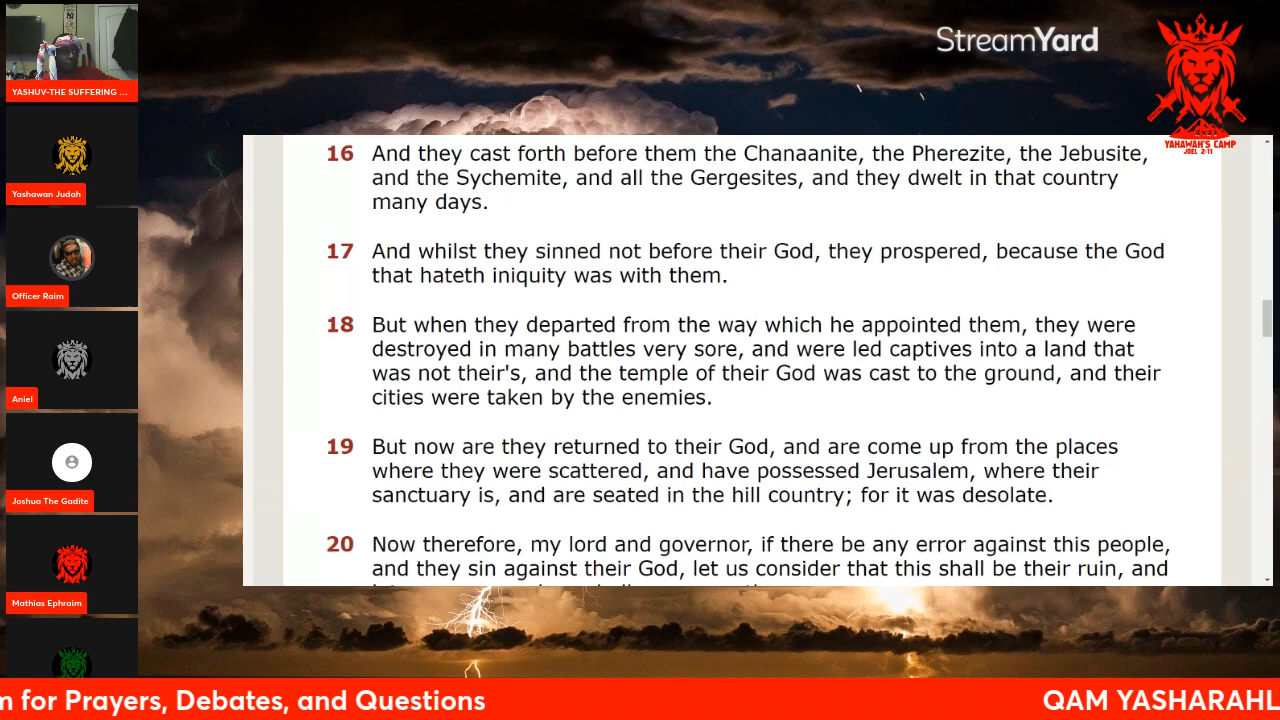 StreamYard
YAHAWAH'S CAMP
JOEL 2:11
YASHUV-THE SUFFERING ...
Yashawan Judah
Officer Raim
Aniel
Joshua The Gadite
Mathias Ephraim
16 And they cast forth before them the Chanaanite, the Pherezite, the Jebusite,
and the Sychemite, and all the Gergesites, and they dwelt in that country
many days.
17 And whilst they sinned not before their God, they prospered, because the God
that hateth iniquity was with them.
18 But when they departed from the way which he appointed them, they were
destroyed in many battles very sore, and were led captives into a land that
was not their's, and the temple of their God was cast to the ground, and their
cities were taken by the enemies.
19 But now are they returned to their God, and are come up from the places
where they were scattered, and have possessed Jerusalem, where their
sanctuary is, and are seated in the hill country; for it was desolate.
20 Now therefore, my lord and governor, if there be any error against this people,
and they sin against their God, let us consider that this shall be their ruin, and
m for Prayers, Debates, and Questions
QAM YASHARAHL